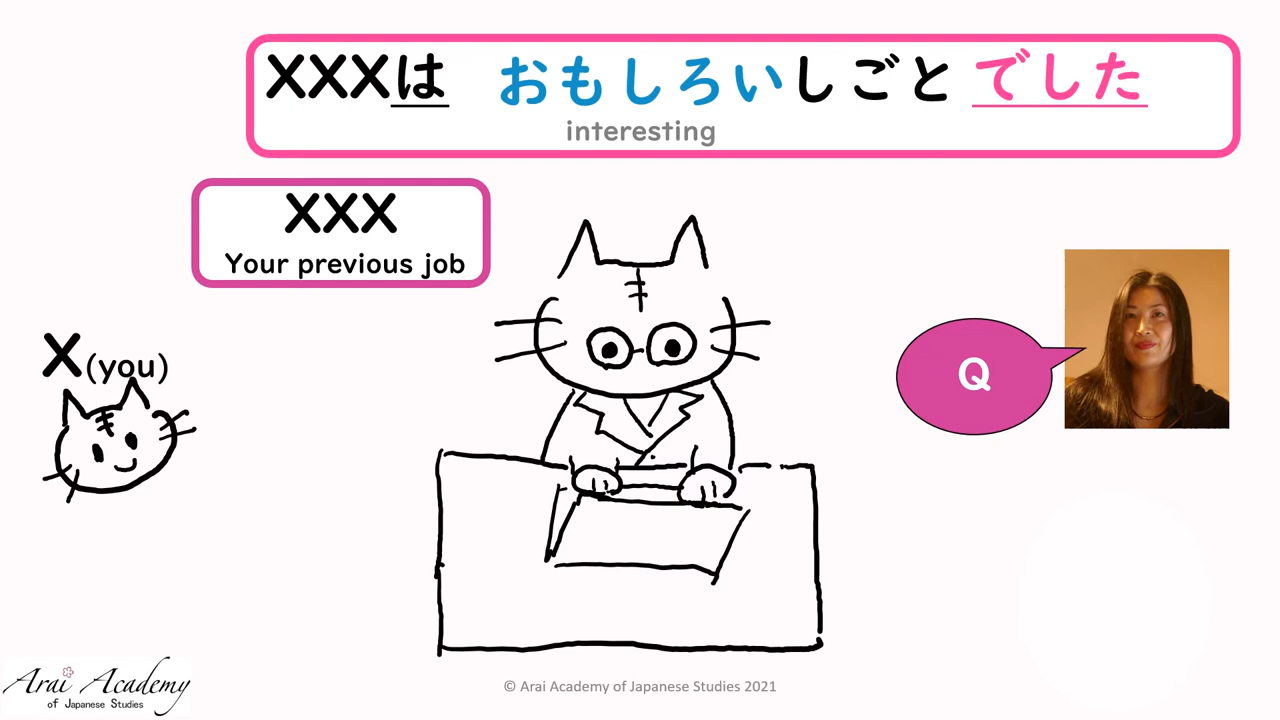 XXXは おもしろいしごと でした
interesting
XXX
Your previous job
X(you)
Q
Arai Academy
of Japanese Studies
© Arai Academy of Japanese Studies 2021